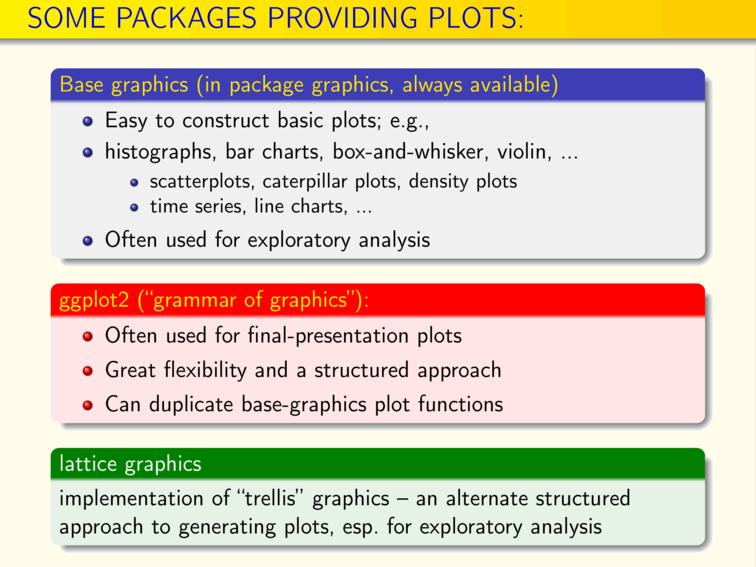 SOME PACKAGES PROVIDING PLOTS:
Base graphics (in package graphics, always available)
Easy to construct basic plots; e.g.,
histographs, bar charts, box-and-whisker, violin, ...
scatterplots, caterpillar plots, density plots
time series, line charts, ...
Often used for exploratory analysis
ggplot2 (“grammar of graphics”):
Often used for final-presentation plots
Great flexibility and a structured approach
Can duplicate base-graphics plot functions
lattice graphics
implementation of “trellis” graphics – an alternate structured
approach to generating plots, esp. for exploratory analysis